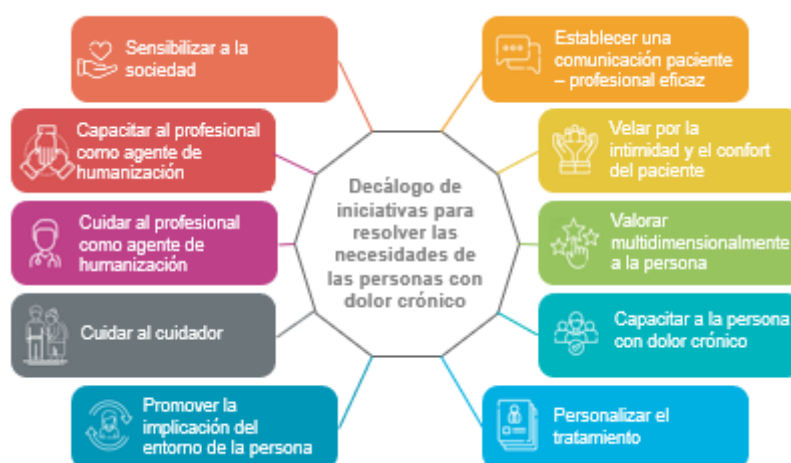 Sensibilizar a la
sociedad
Establecer una
comunicación paciente
– profesional eficaz
Capacitar al profesional
como agente de
humanización
Velar por la
intimidad y el confort
del paciente
Decálogo de
iniciativas para
resolver las
necesidades de
las personas con
dolor crónico
Cuidar al profesional
como agente de
humanización
Valorar
multidimensionalmente
a la persona
Cuidar al cuidador
Capacitar a la persona
con dolor crónico
Promover la
implicación del
entorno de la persona
Personalizar el
tratamiento